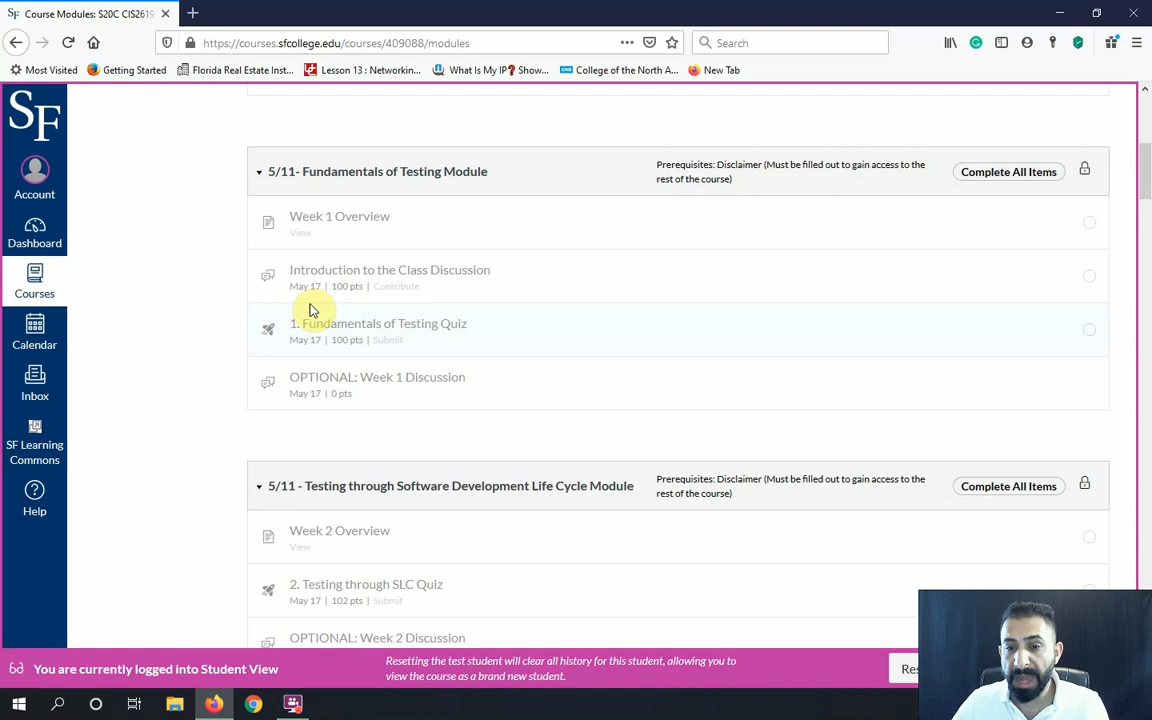 Course Modules: S20C CIS2619
https://courses.sfcollege.edu/courses/409088/modules
Search
Most Visited
Getting Started
Florida Real Estate Inst...
Lesson 13 : Networkin...
What Is My IP? Show...
College of the North A...
New Tab
SF
Account
Dashboard
Courses
Calendar
Inbox
SF Learning
Commons
Help
5/11- Fundamentals of Testing Module
Prerequisites: Disclaimer (Must be filled out to gain access to the
rest of the course)
Complete All Items
Week 1 Overview
View
Introduction to the Class Discussion
May 17 | 100 pts | Contribute
1. Fundamentals of Testing Quiz
May 17 | 100 pts | Submit
OPTIONAL: Week 1 Discussion
May 17 | 0 pts
5/11 - Testing through Software Development Life Cycle Module
Prerequisites: Disclaimer (Must be filled out to gain access to the
rest of the course)
Complete All Items
Week 2 Overview
View
2. Testing through SLC Quiz
May 17 | 102 pts | Submit
OPTIONAL: Week 2 Discussion
You are currently logged into Student View
Resetting the test student will clear all history for this student, allowing you to
view the course as a brand new student.
Res